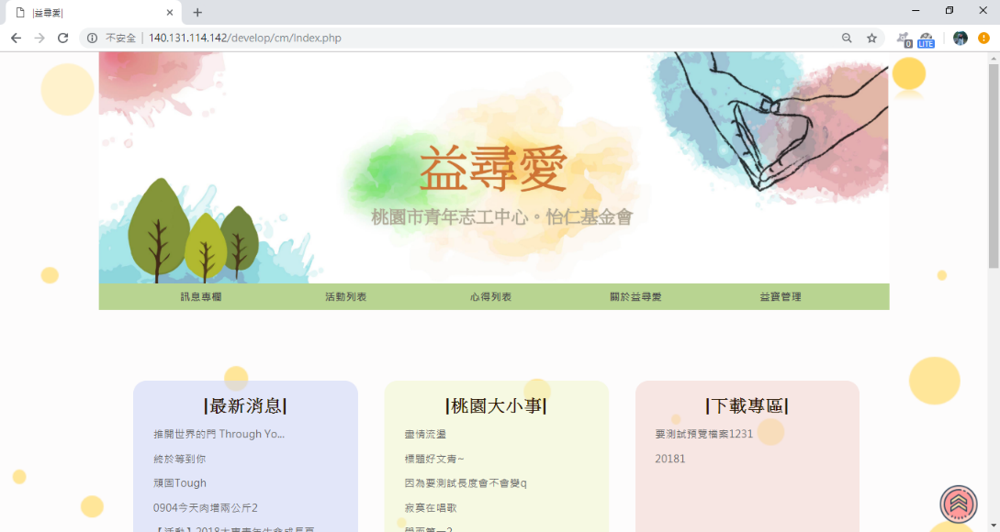 |益尋愛|
不安全 | 140.131.114.142/develop/cm/Index.php
0
LITE
益尋愛
桃園市青年志工中心。怡仁基金會
訊息專欄 活動列表 心得列表 關於益尋愛 益寶管理
|最新消息|
推開世界的門 Through Yo...
終於等到你
頑固Tough
0904今天肉增兩公斤2
|桃園大小事|
盡情流盪
標題好文青~
因為要測試長度會不會變q
寂寞在唱歌
|下載專區|
要測試預覽檔案1231
20181